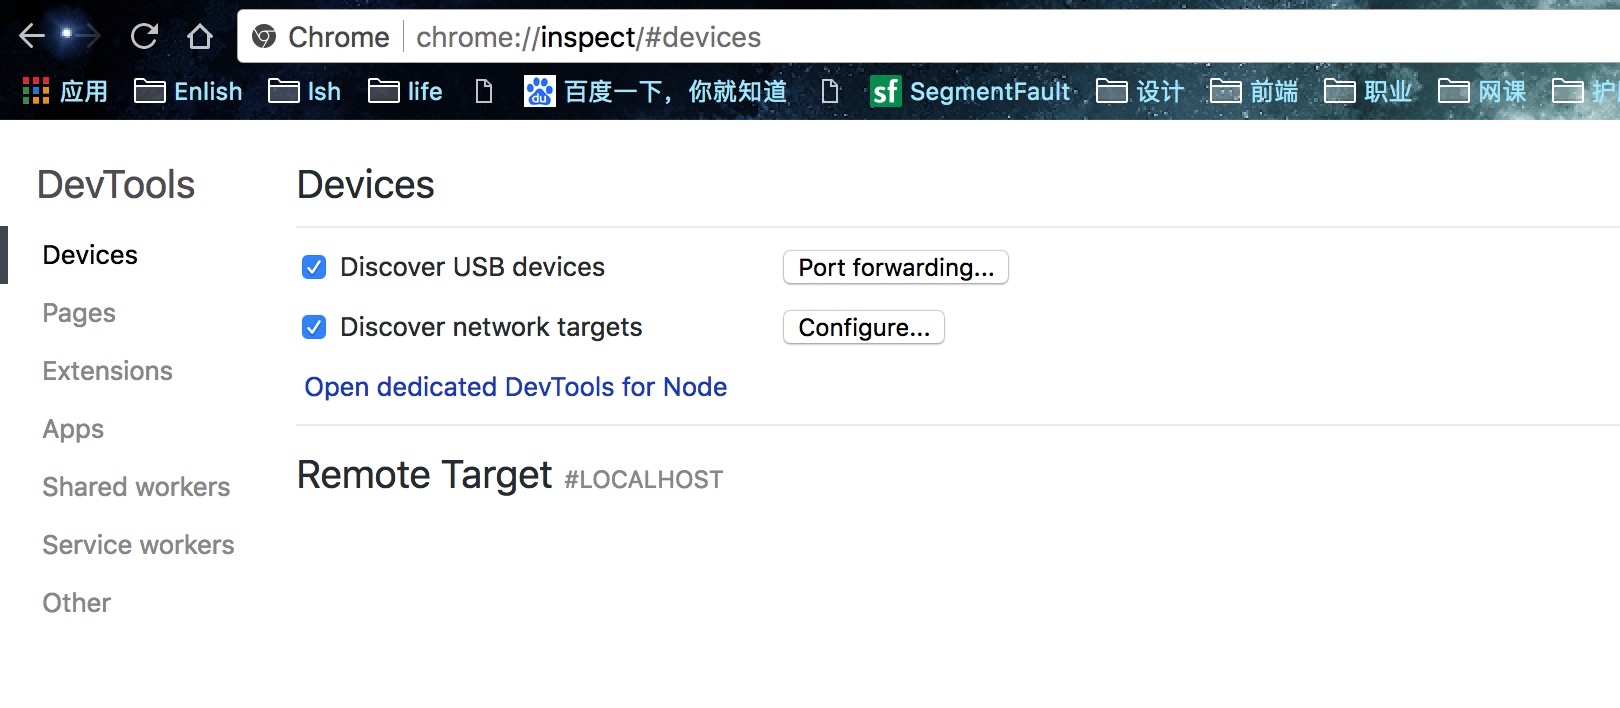 Chrome chrome://inspect/#devices
应用 Enlish lsh life du 百度一下，你就知道 sf SegmentFault 设计 前端 职业 网课
DevTools
Devices
Pages
Extensions
Apps
Shared workers
Service workers
Other
Devices
Discover USB devices Port forwarding...
Discover network targets Configure...
Open dedicated DevTools for Node
Remote Target #LOCALHOST